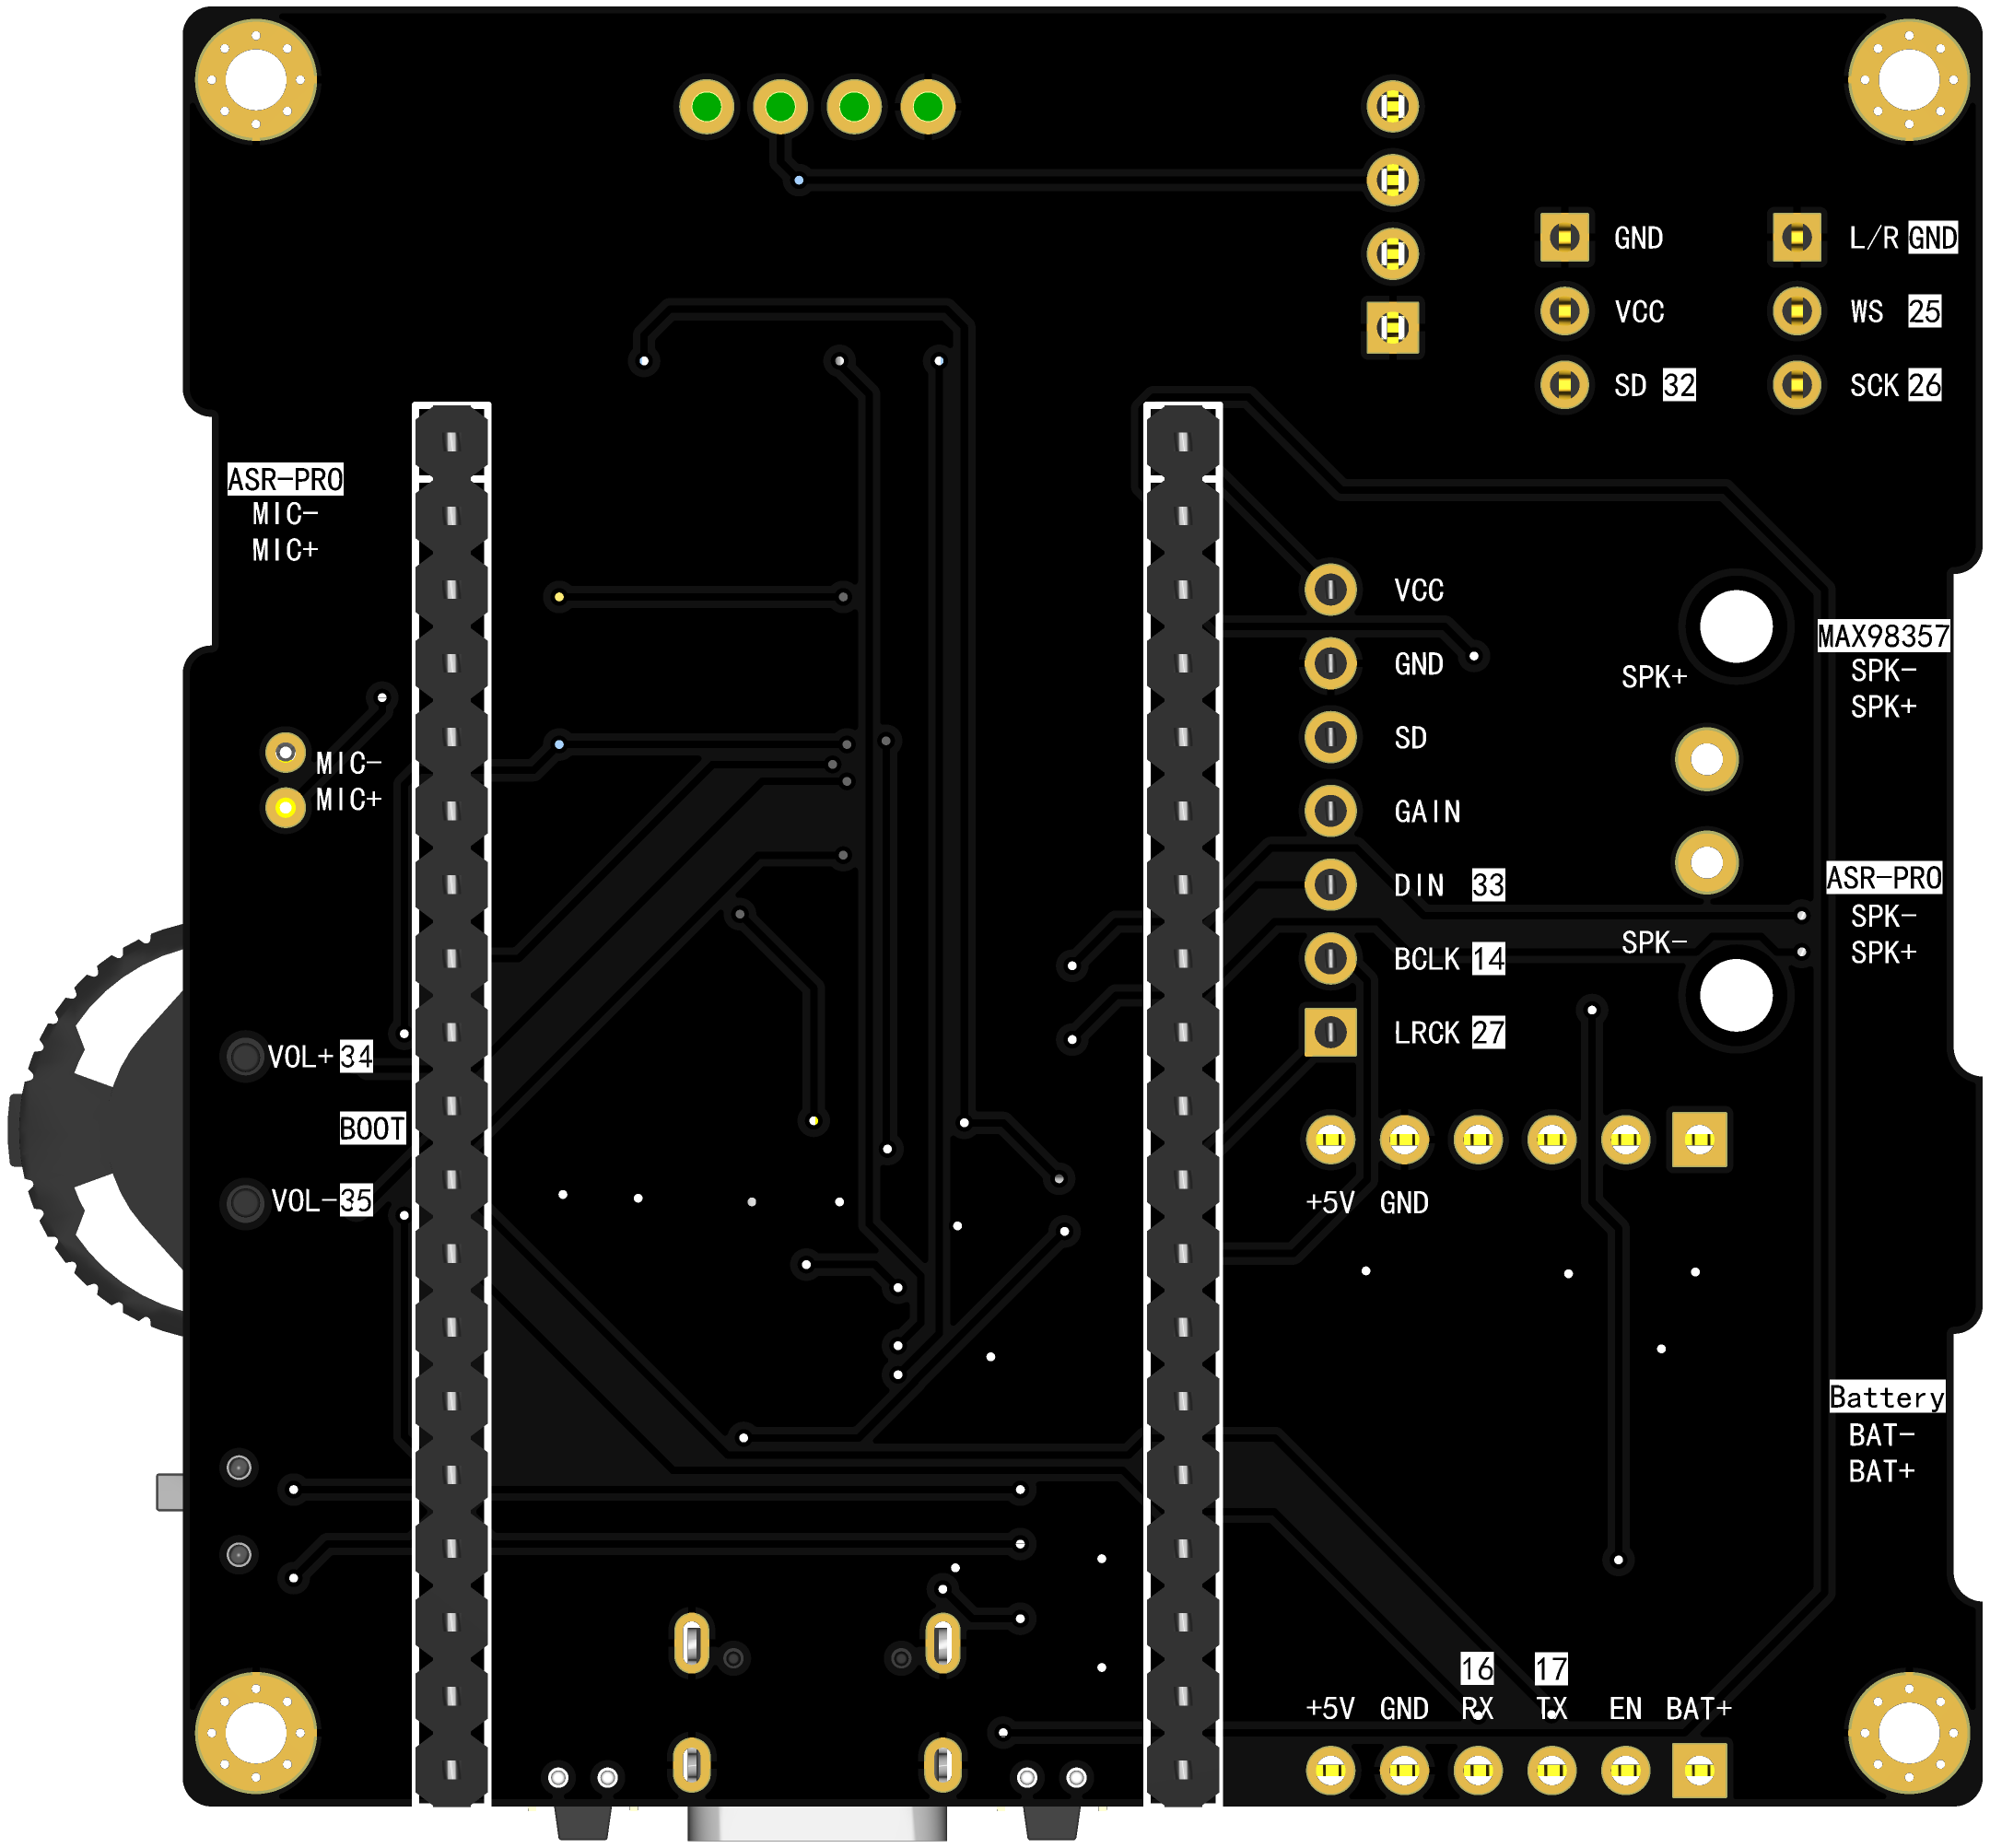 GND
L/R GND
VCC
WS 25
SD 32
SCK 26
ASR-PRO
MIC-
MIC+
VCC
GND
SD
GAIN
DIN 33
BCLK 14
LRCK 27
SPK+
MAX98357
SPK-
SPK+
MIC-
MIC+
ASR-PRO
SPK-
SPK+
SPK-
VOL+ 34
BOOT
VOL- 35
+5V GND
Battery
BAT-
BAT+
16 17
+5V GND RX TX EN BAT+